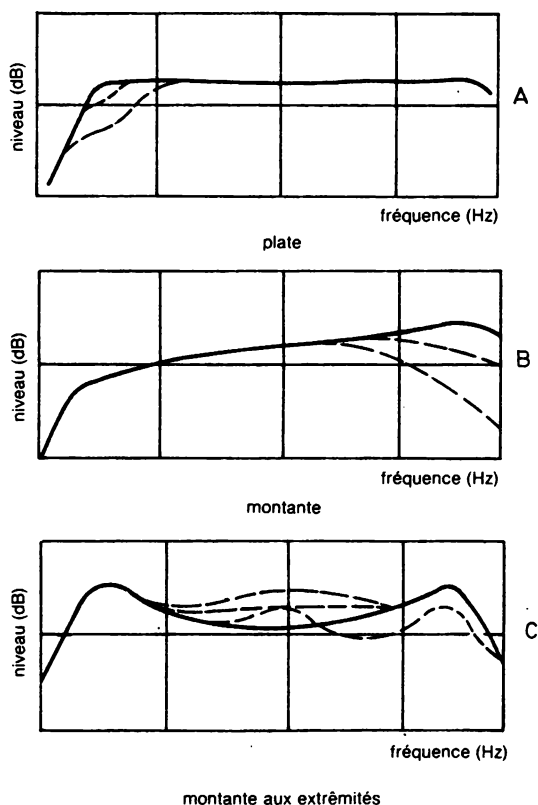 niveau (dB)
A
fréquence (Hz)
plate
niveau (dB)
B
fréquence (Hz)
montante
niveau (dB)
C
fréquence (Hz)
montante aux extrêmités